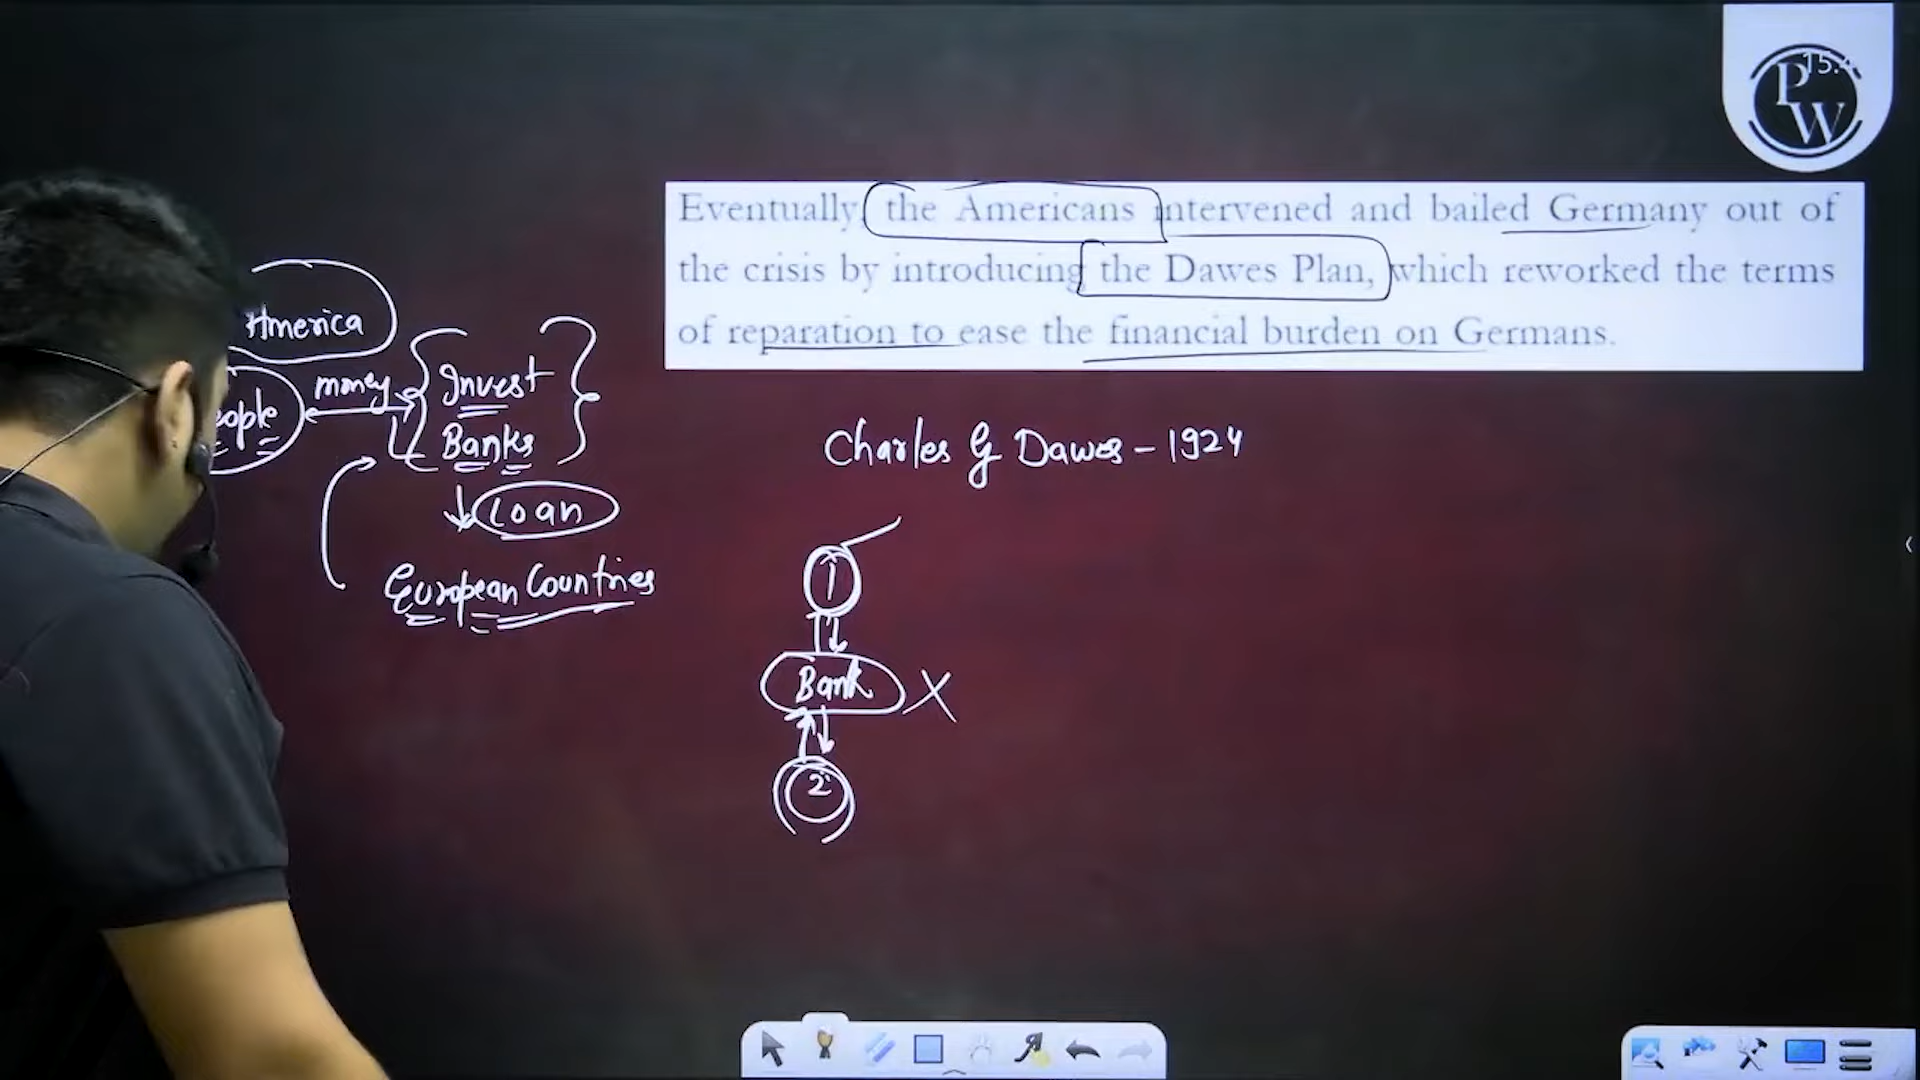 P
W
15.
Eventually the Americans intervened and bailed Germany out of
the crisis by introducing the Dawes Plan, which reworked the terms
of reparation to ease the financial burden on Germans.
America
eople
money
Invest
Banks
Loan
European Countries
Charles G Dawes - 1924
1
Bank X
2